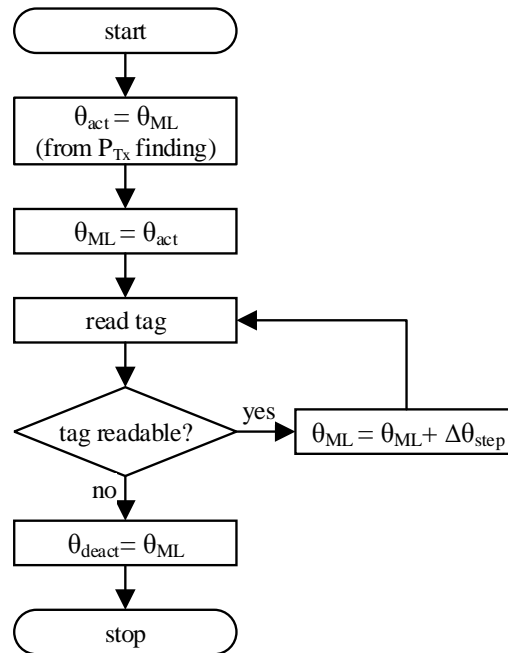 start
θact = θML
(from PTx finding)
θML = θact
read tag
tag readable?
yes
θML = θML + Δθstep
no
θdeact= θML
stop